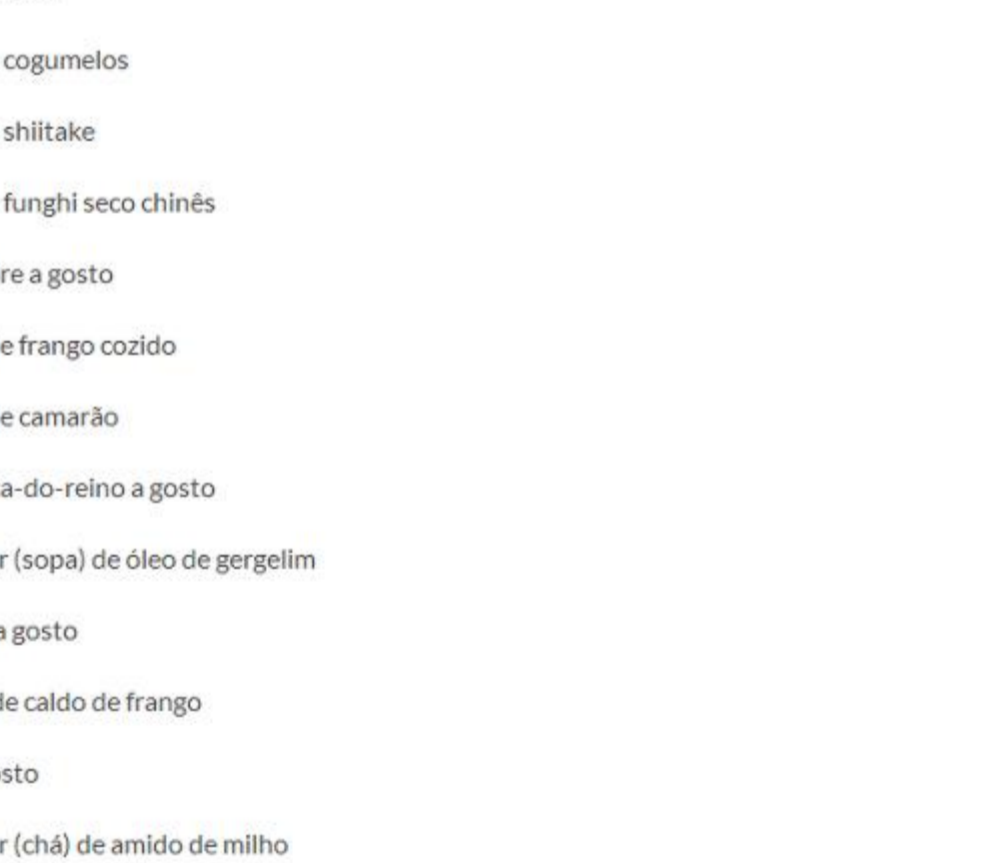 cogumelos
shiitake
funghi seco chinês
re a gosto
e frango cozido
e camarão
a-do-reino a gosto
r (sopa) de óleo de gergelim
a gosto
de caldo de frango
osto
r (chá) de amido de milho